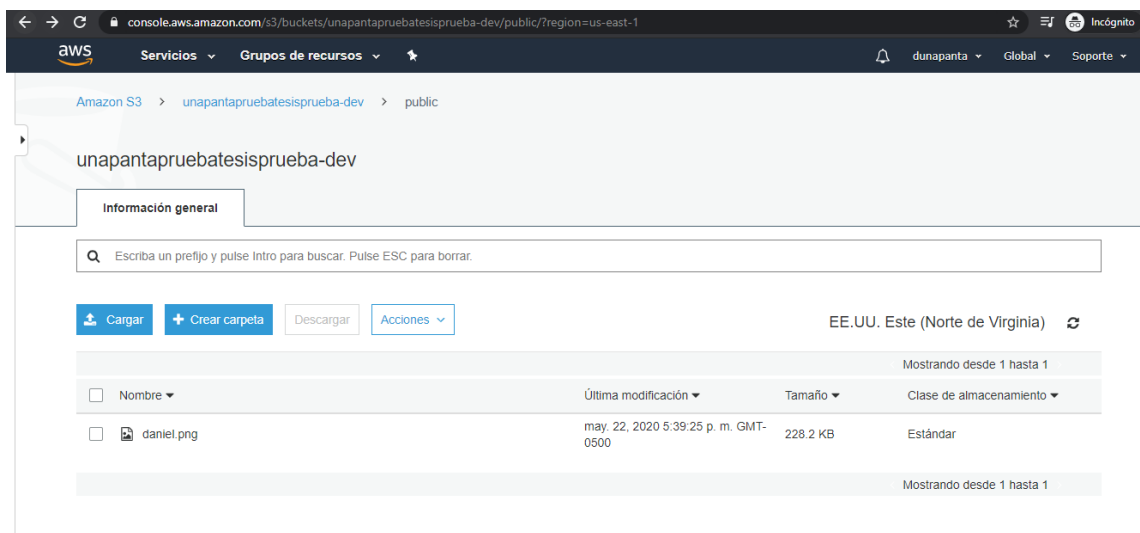 console.aws.amazon.com/s3/buckets/unapantapruebatesisprueba-dev/public/?region=us-east-1
Incógnito
aws Servicios Grupos de recursos dunapanta Global Soporte
Amazon S3 > unapantapruebatesisprueba-dev > public
unapantapruebatesisprueba-dev
Información general
Escriba un prefijo y pulse Intro para buscar. Pulse ESC para borrar.
Cargar + Crear carpeta Descargar Acciones EE.UU. Este (Norte de Virginia)
Mostrando desde 1 hasta 1
Nombre Última modificación Tamaño Clase de almacenamiento
daniel.png may. 22, 2020 5:39:25 p. m. GMT-
0500 228.2 KB Estándar
Mostrando desde 1 hasta 1